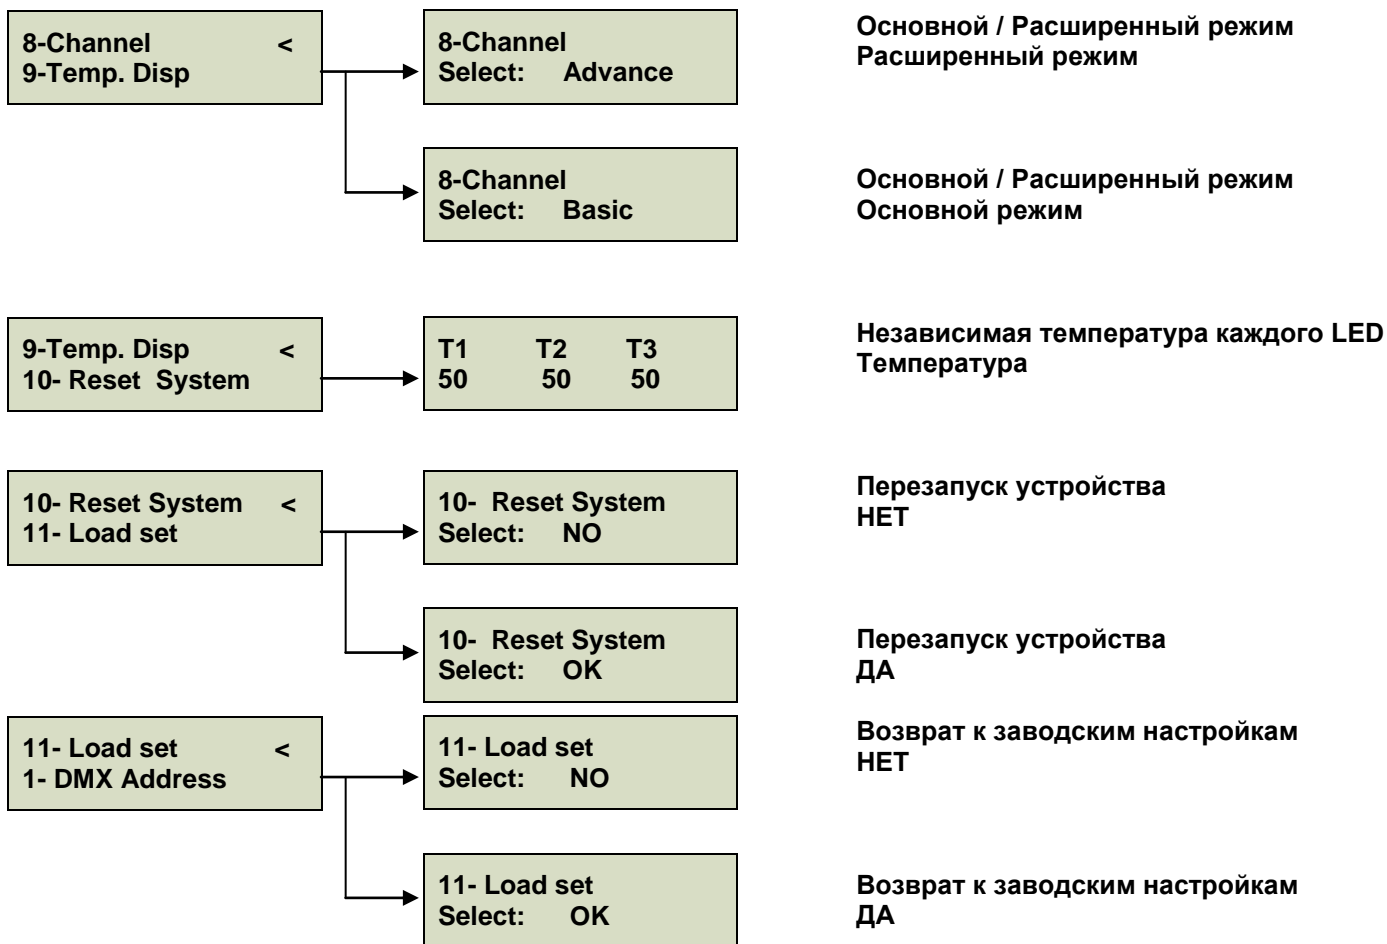 8-Channel <
9-Temp. Disp
8-Channel
Select: Advance
Основной / Расширенный режим
Расширенный режим
8-Channel
Select: Basic
Основной / Расширенный режим
Основной режим
9-Temp. Disp <
10- Reset System
T1 T2 T3
50 50 50
Независимая температура каждого LED
Температура
10- Reset System <
11- Load set
10- Reset System
Select: NO
Перезапуск устройства
НЕТ
10- Reset System
Select: OK
Перезапуск устройства
ДА
11- Load set <
1- DMX Address
11- Load set
Select: NO
Возврат к заводским настройкам
НЕТ
11- Load set
Select: OK
Возврат к заводским настройкам
ДА